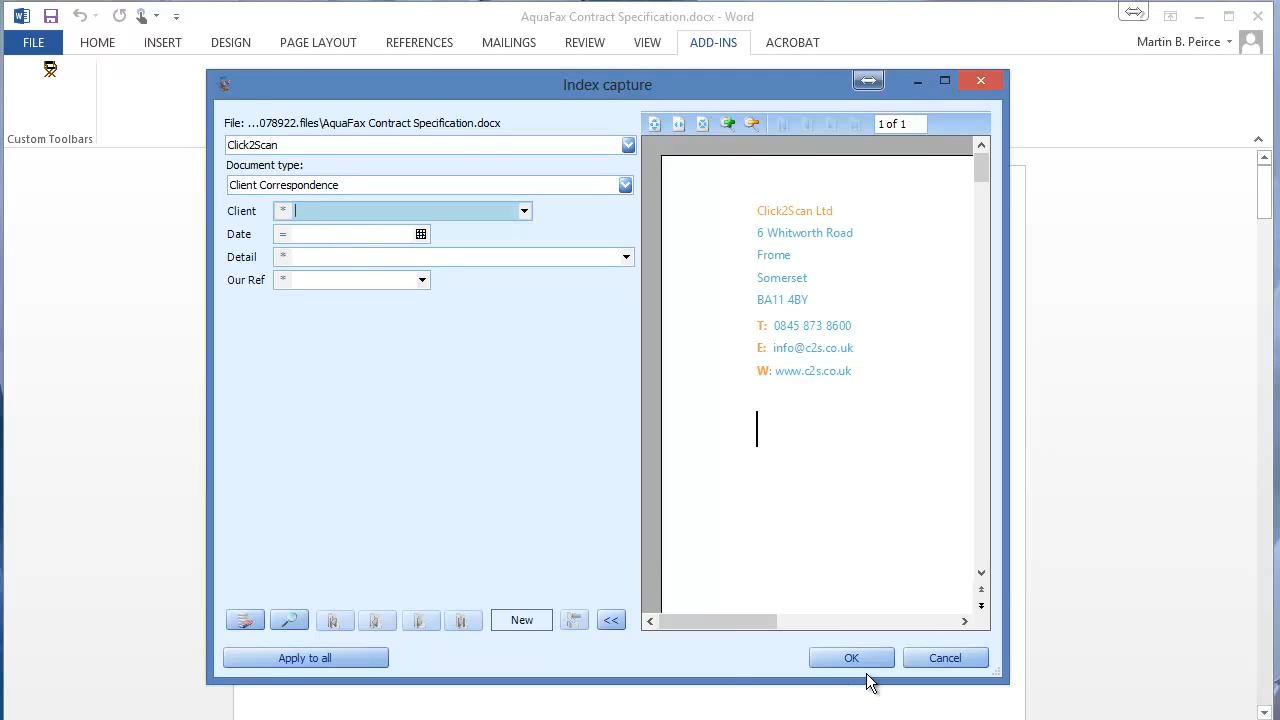 AquaFax Contract Specification.docx - Word
FILE HOME INSERT DESIGN PAGE LAYOUT REFERENCES MAILINGS REVIEW VIEW ADD-INS ACROBAT Martin B. Peirce
Custom Toolbars
Index capture
File: ...078922.files\AquaFax Contract Specification.docx
Click2Scan
Document type:
Client Correspondence
Client *
Date =
Detail *
Our Ref *
New <<
Apply to all
1 of 1
Click2Scan Ltd
6 Whitworth Road
Frome
Somerset
BA11 4BY
T: 0845 873 8600
E: info@c2s.co.uk
W: www.c2s.co.uk
OK Cancel